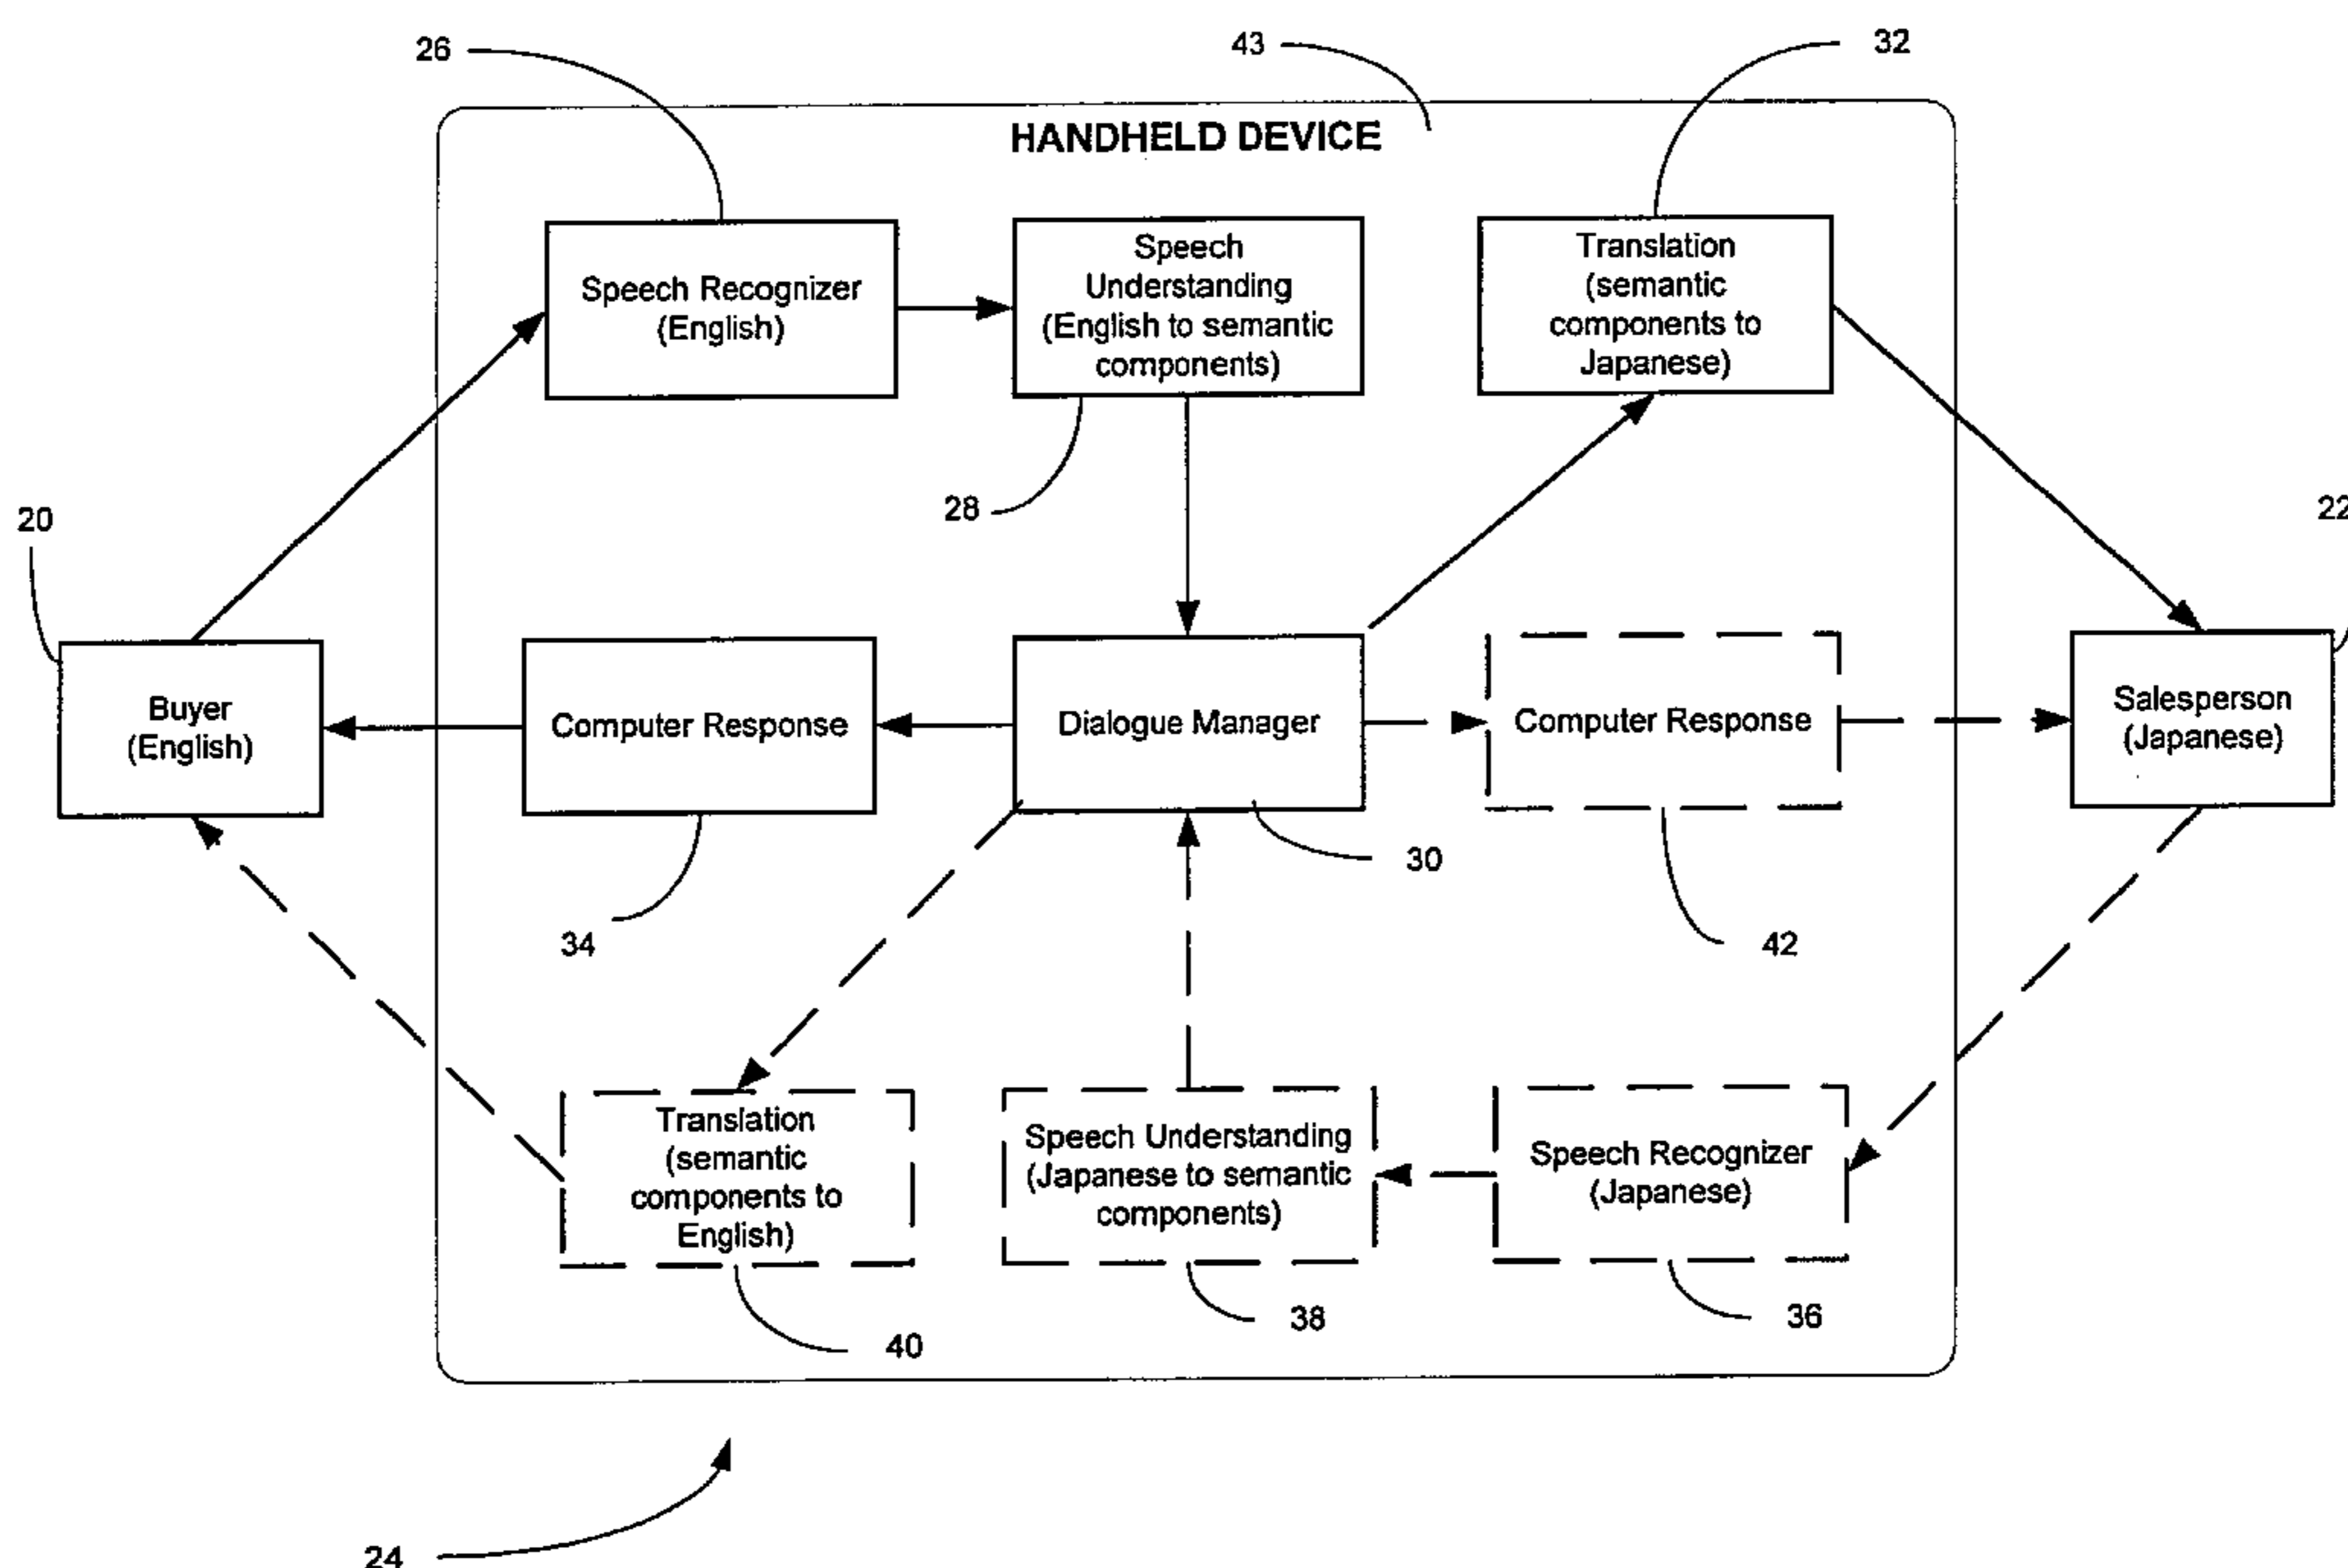 26
43
32
HANDHELD DEVICE
Speech Recognizer
(English)
Speech
Understanding
(English to semantic
components)
Translation
(semantic
components to
Japanese)
28
20
22
Buyer
(English)
Computer Response
Dialogue Manager
Computer Response
Salesperson
(Japanese)
30
34
42
Translation
(semantic
components to
English)
Speech Understanding
(Japanese to semantic
components)
Speech Recognizer
(Japanese)
40
38
36
24